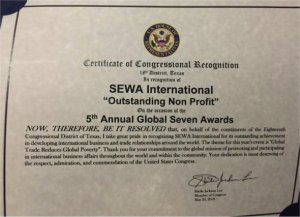 Certificate of Congressional Recognition
18th District, Texas
In recognition of
SEWA International
"Outstanding Non Profit"
On the occasion of the
5th Annual Global Seven Awards
NOW, THEREFORE, BE IT RESOLVED that, on behalf of the constituents of the Eighteenth
Congressional District of Texas, I take great pride in recognizing SEWA International for its outstanding achievement
in developing international business and trade relationships around the world. The theme for this year's event is "Global
Trade Reduces Global Poverty". Thank you for your commitment to the global mission of promoting and participating
in international business affairs throughout the world and within the community. Your dedication is most deserving of
the respect, admiration, and commendation of the United States Congress.
Sheila Jackson Lee
Member of Congress